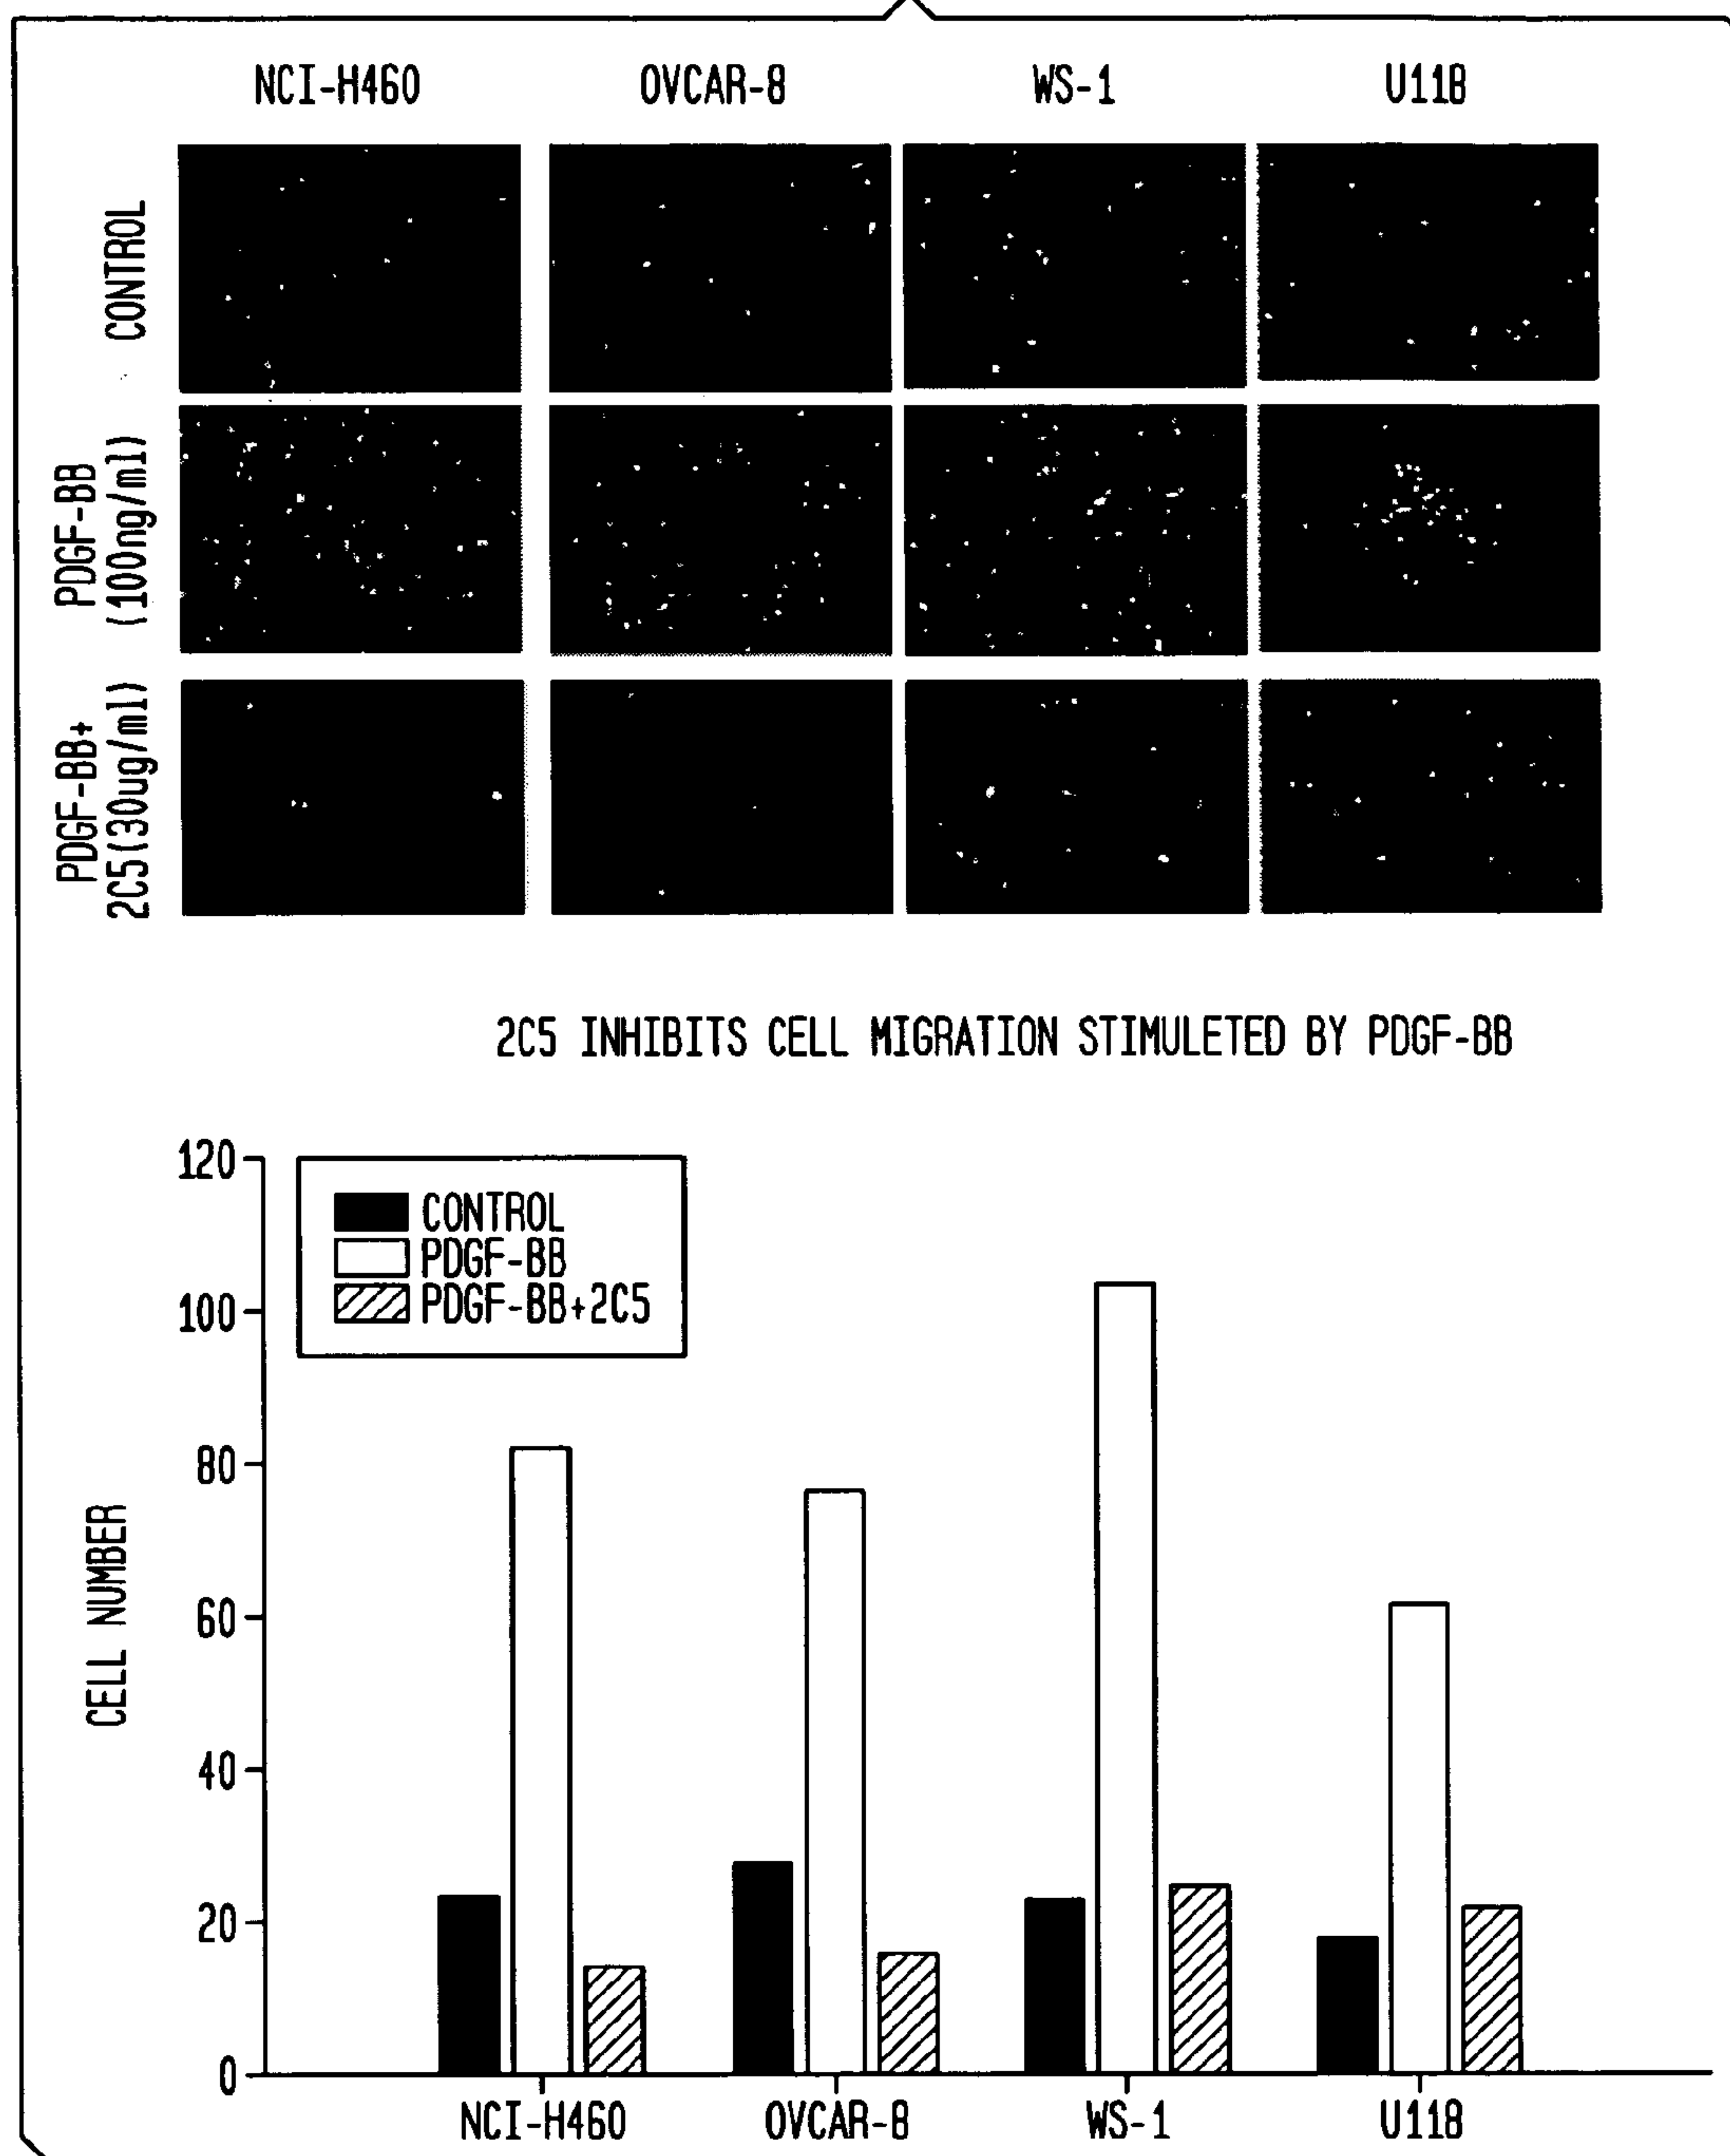 NCI-H460
OVCAR-8
WS-1
U118
CONTROL
PDGF-BB
(100ng/ml)
PDGF-BB+
2C5(30ug/ml)
2C5 INHIBITS CELL MIGRATION STIMULETED BY PDGF-BB
120
100
80
60
40
20
0
CELL NUMBER
CONTROL
PDGF-BB
PDGF-BB+2C5
NCI-H460
OVCAR-8
WS-1
U118